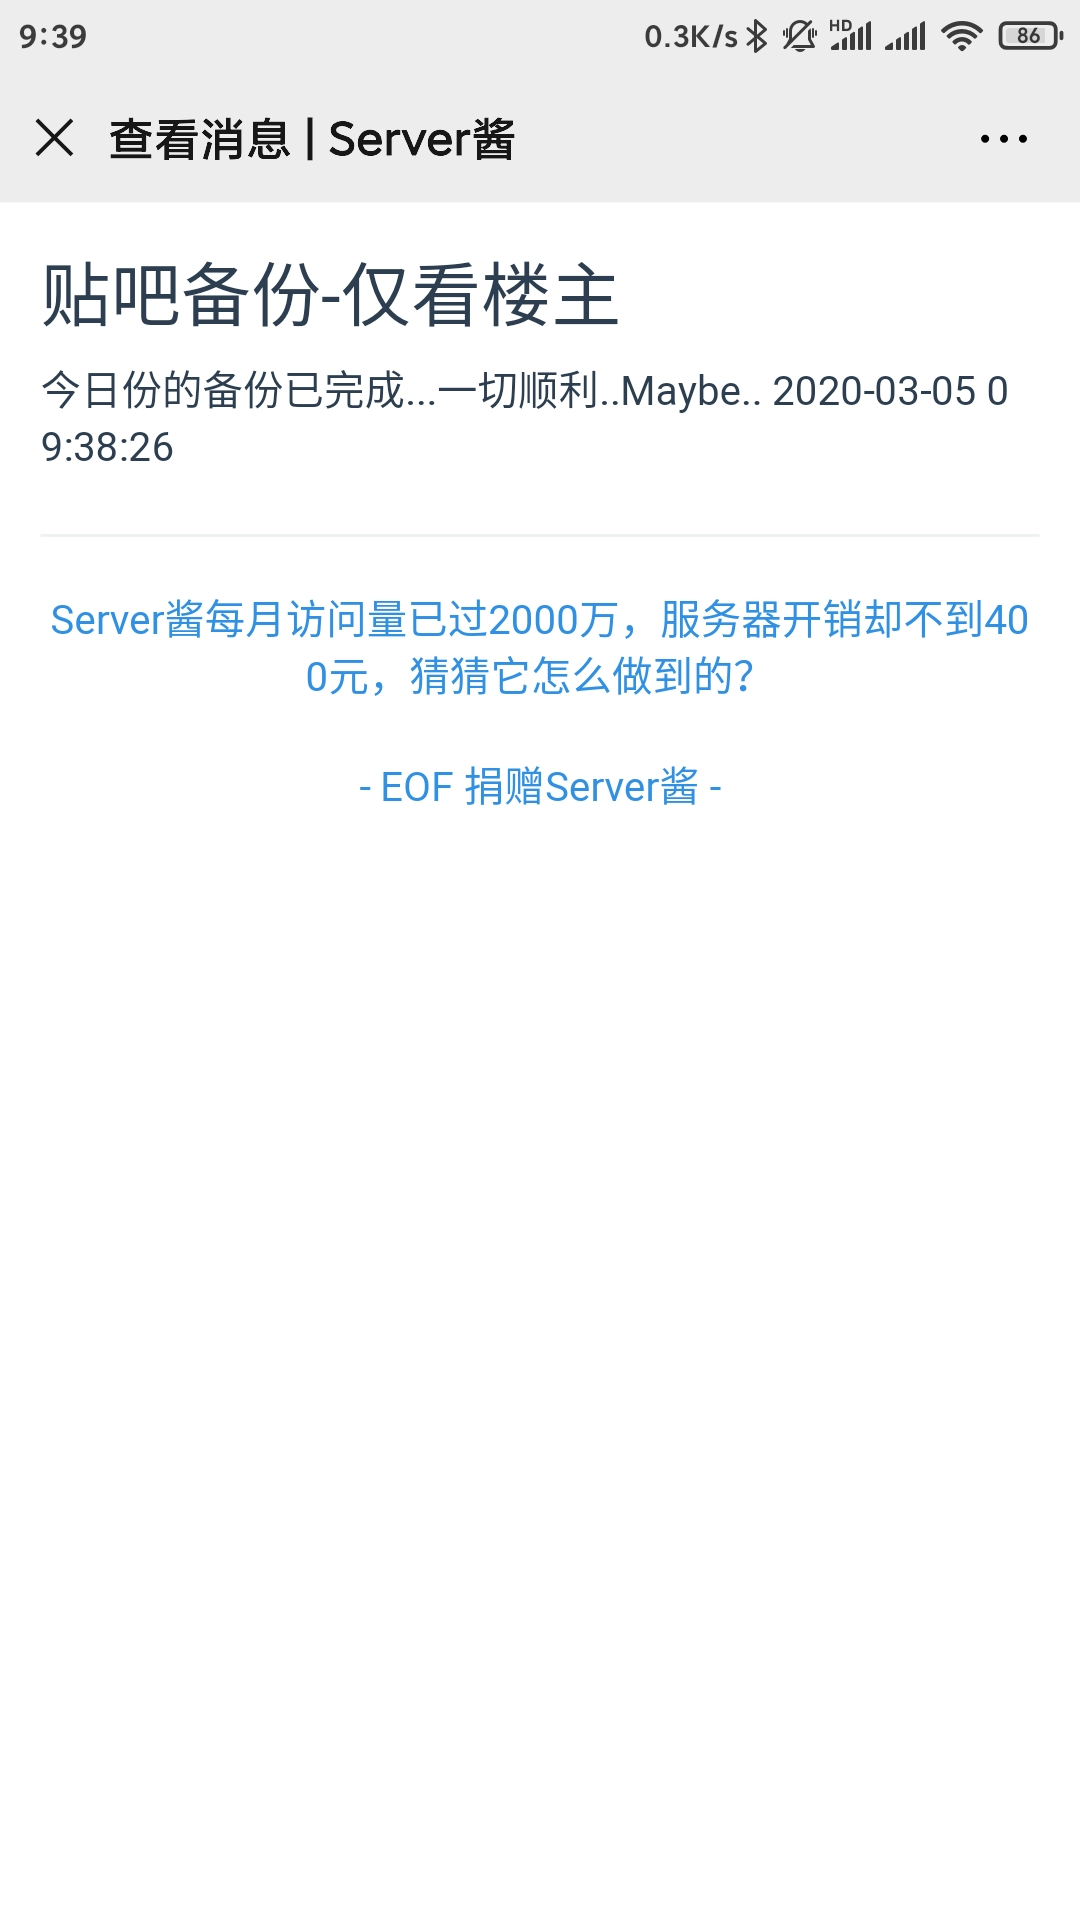 9:39
0.3K/s HD 86
查看消息 | Server酱
贴吧备份-仅看楼主
今日份的备份已完成...一切顺利..Maybe.. 2020-03-05 0
9:38:26
Server酱每月访问量已过2000万，服务器开销却不到40
0元，猜猜它怎么做到的？
- EOF 捐赠Server酱 -